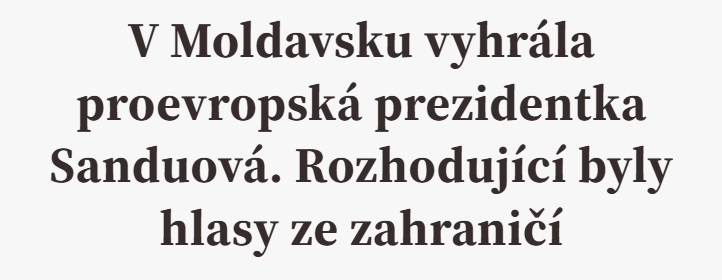 V Moldavsku vyhrála
proevropská prezidentka
Sanduová. Rozhodující byly
hlasy ze zahraničí